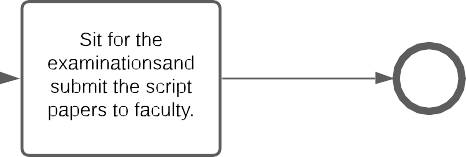 Sit for the
examinationsand
submit the script
papers to faculty.